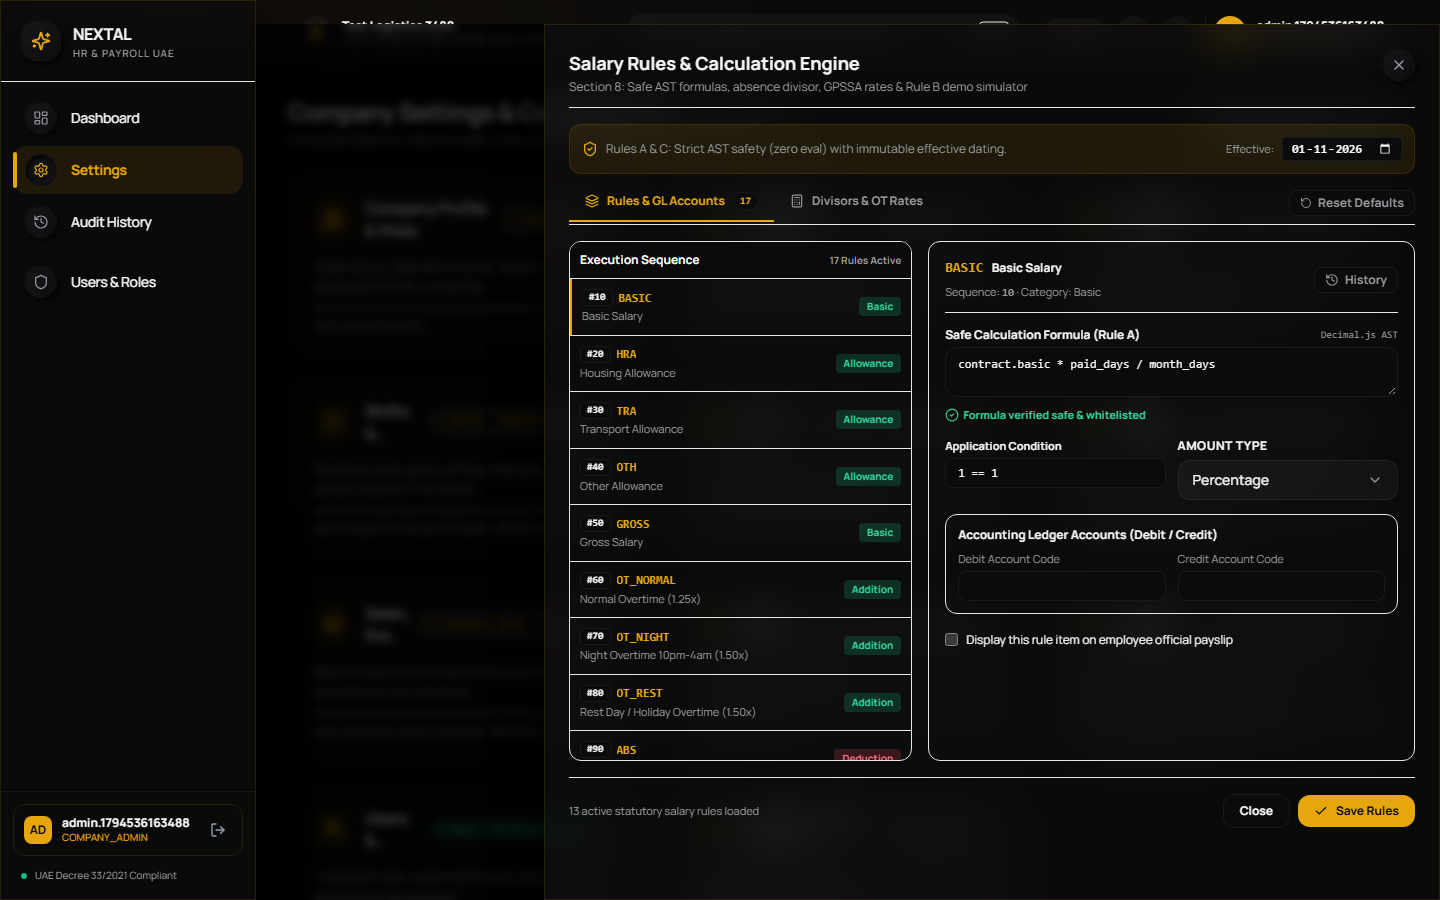 NEXTAL
HR & PAYROLL UAE
Dashboard
Settings
Audit History
Users & Roles
AD
admin.1794536163488
COMPANY_ADMIN
UAE Decree 33/2021 Compliant
Salary Rules & Calculation Engine
Section 8: Safe AST formulas, absence divisor, GPSSA rates & Rule B demo simulator
Rules A & C: Strict AST safety (zero eval) with immutable effective dating.
Effective: 01-11-2026
Rules & GL Accounts 17
Divisors & OT Rates
Reset Defaults
Execution Sequence
17 Rules Active
#10 BASIC
Basic Salary
Basic
#20 HRA
Housing Allowance
Allowance
#30 TRA
Transport Allowance
Allowance
#40 OTH
Other Allowance
Allowance
#50 GROSS
Gross Salary
Basic
#60 OT_NORMAL
Normal Overtime (1.25x)
Addition
#70 OT_NIGHT
Night Overtime 10pm-4am (1.50x)
Addition
#80 OT_REST
Rest Day / Holiday Overtime (1.50x)
Addition
#90 ABS
Deduction
BASIC Basic Salary
Sequence: 10 · Category: Basic
History
Safe Calculation Formula (Rule A)
Decimal.js AST
contract.basic * paid_days / month_days
Formula verified safe & whitelisted
Application Condition
1 == 1
AMOUNT TYPE
Percentage
Accounting Ledger Accounts (Debit / Credit)
Debit Account Code
Credit Account Code
Display this rule item on employee official payslip
13 active statutory salary rules loaded
Close
Save Rules